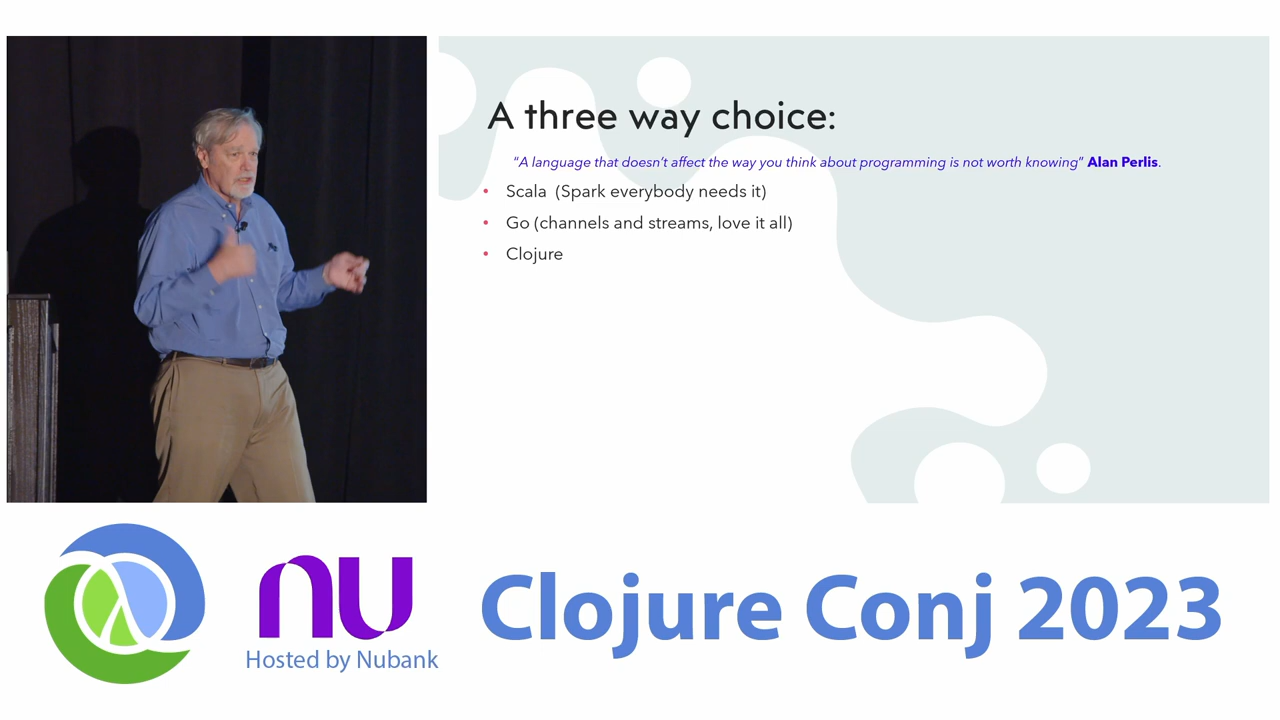 A three way choice:
“A language that doesn’t affect the way you think about programming is not worth knowing” Alan Perlis.
• Scala (Spark everybody needs it)
• Go (channels and streams, love it all)
• Clojure
nu
Hosted by Nubank
Clojure Conj 2023